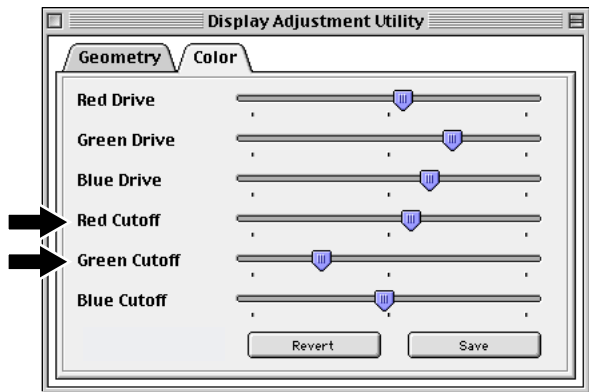 Display Adjustment Utility
Geometry Color
Red Drive
Green Drive
Blue Drive
Red Cutoff
Green Cutoff
Blue Cutoff
Revert Save